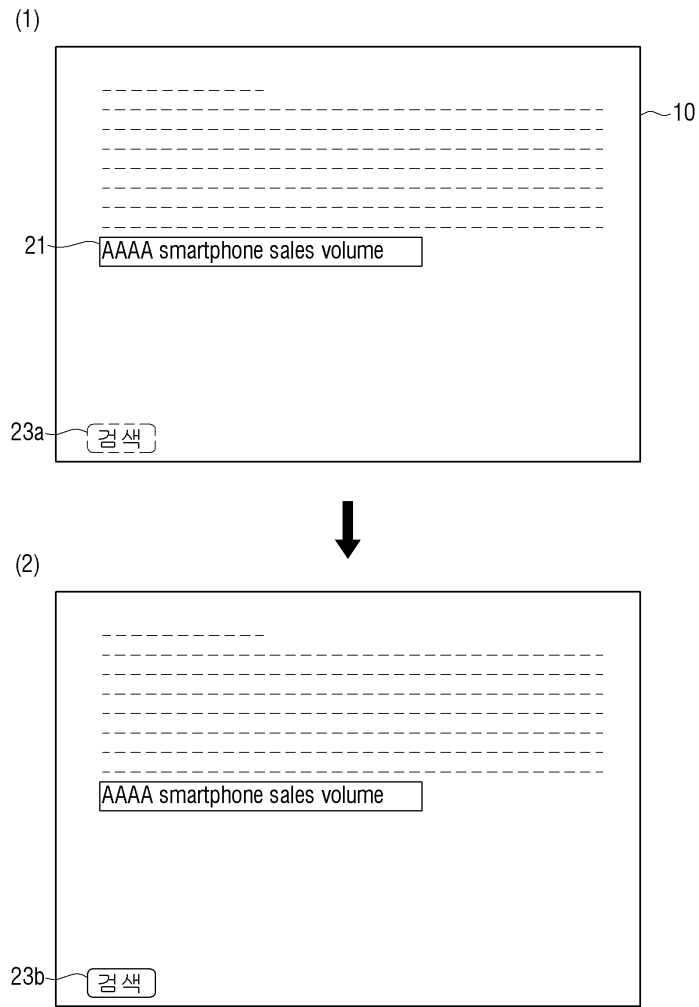 (1)
10
21
AAAA smartphone sales volume
23a
검색
(2)
AAAA smartphone sales volume
23b
검색